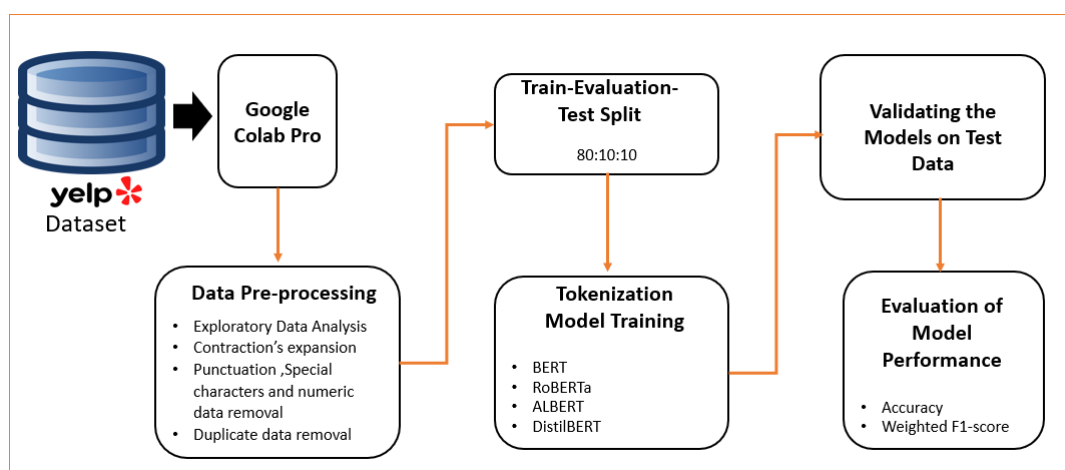 yelp
Dataset
Google
Colab Pro
Data Pre-processing
• Exploratory Data Analysis
• Contraction’s expansion
• Punctuation ,Special
characters and numeric
data removal
• Duplicate data removal
Train-Evaluation-
Test Split
80:10:10
Tokenization
Model Training
• BERT
• RoBERTa
• ALBERT
• DistilBERT
Validating the
Models on Test
Data
Evaluation of
Model
Performance
• Accuracy
• Weighted F1-score